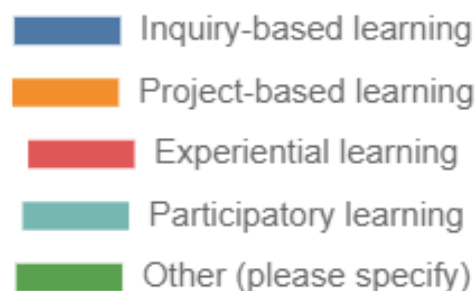 Inquiry-based learning
Project-based learning
Experiential learning
Participatory learning
Other (please specify)